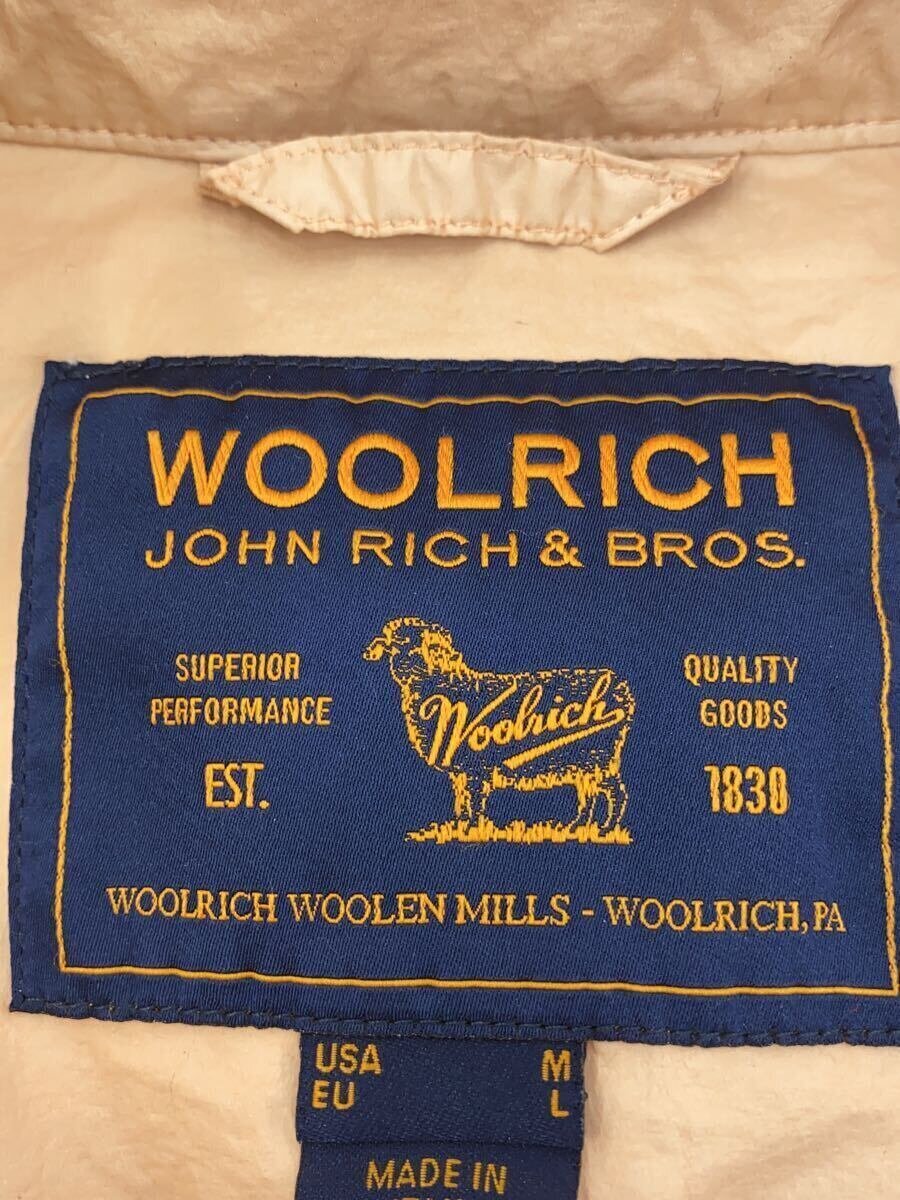 WOOLRICH
JOHN RICH & BROS.
SUPERIOR
PERFORMANCE
EST.
Woolrich
QUALITY
GOODS
1830
WOOLRICH WOOLEN MILLS - WOOLRICH, PA
USA M
EU L
MADE IN